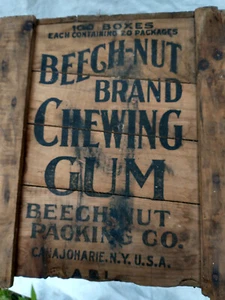 100 BOXES
EACH CONTAINING 20 PACKAGES
BEECH-NUT
BRAND
CHEWING
GUM
BEECH-NUT
PACKING CO.
CANAJOHARIE, N.Y. U.S.A.